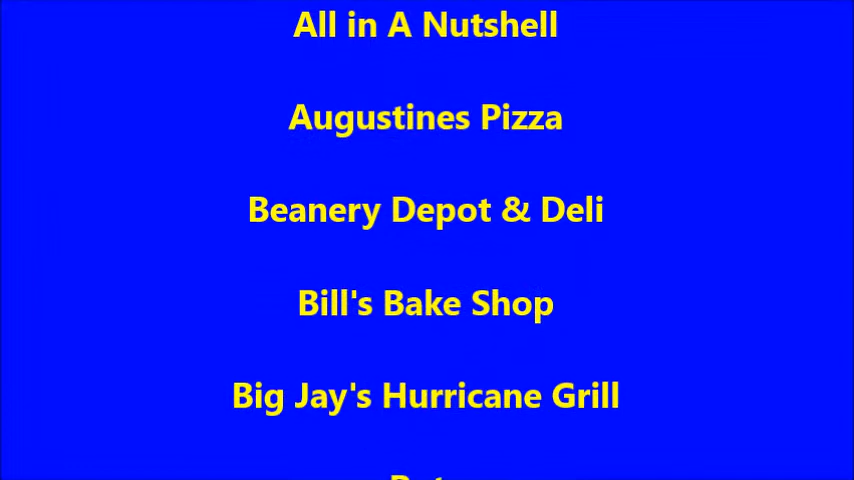 All in A Nutshell
Augustines Pizza
Beanery Depot & Deli
Bill's Bake Shop
Big Jay's Hurricane Grill